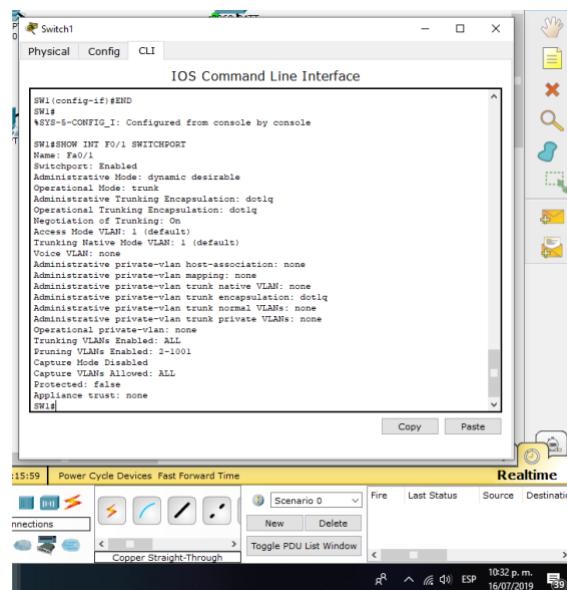 Switch1
Physical Config CLI
IOS Command Line Interface
SW1(config-if)#END
SW1#
%SYS-5-CONFIG_I: Configured from console by console
SW1#SHOW INT F0/1 SWITCHPORT
Name: Fa0/1
Switchport: Enabled
Administrative Mode: dynamic desirable
Operational Mode: trunk
Administrative Trunking Encapsulation: dot1q
Operational Trunking Encapsulation: dot1q
Negotiation of Trunking: On
Access Mode VLAN: 1 (default)
Trunking Native Mode VLAN: 1 (default)
Voice VLAN: none
Administrative private-vlan host-association: none
Administrative private-vlan mapping: none
Administrative private-vlan trunk native VLAN: none
Administrative private-vlan trunk encapsulation: dot1q
Administrative private-vlan trunk normal VLANs: none
Administrative private-vlan trunk private VLANs: none
Operational private-vlan: none
Trunking VLANs Enabled: ALL
Pruning VLANs Enabled: 2-1001
Capture Mode Disabled
Capture VLANs Allowed: ALL
Protected: false
Appliance trust: none
SW1#
Copy Paste
:15:59 Power Cycle Devices Fast Forward Time Realtime
Scenario 0 Fire Last Status Source Destinatio
nnections New Delete
Toggle PDU List Window
Copper Straight-Through
ESP 10:32 p. m.
16/07/2019 39